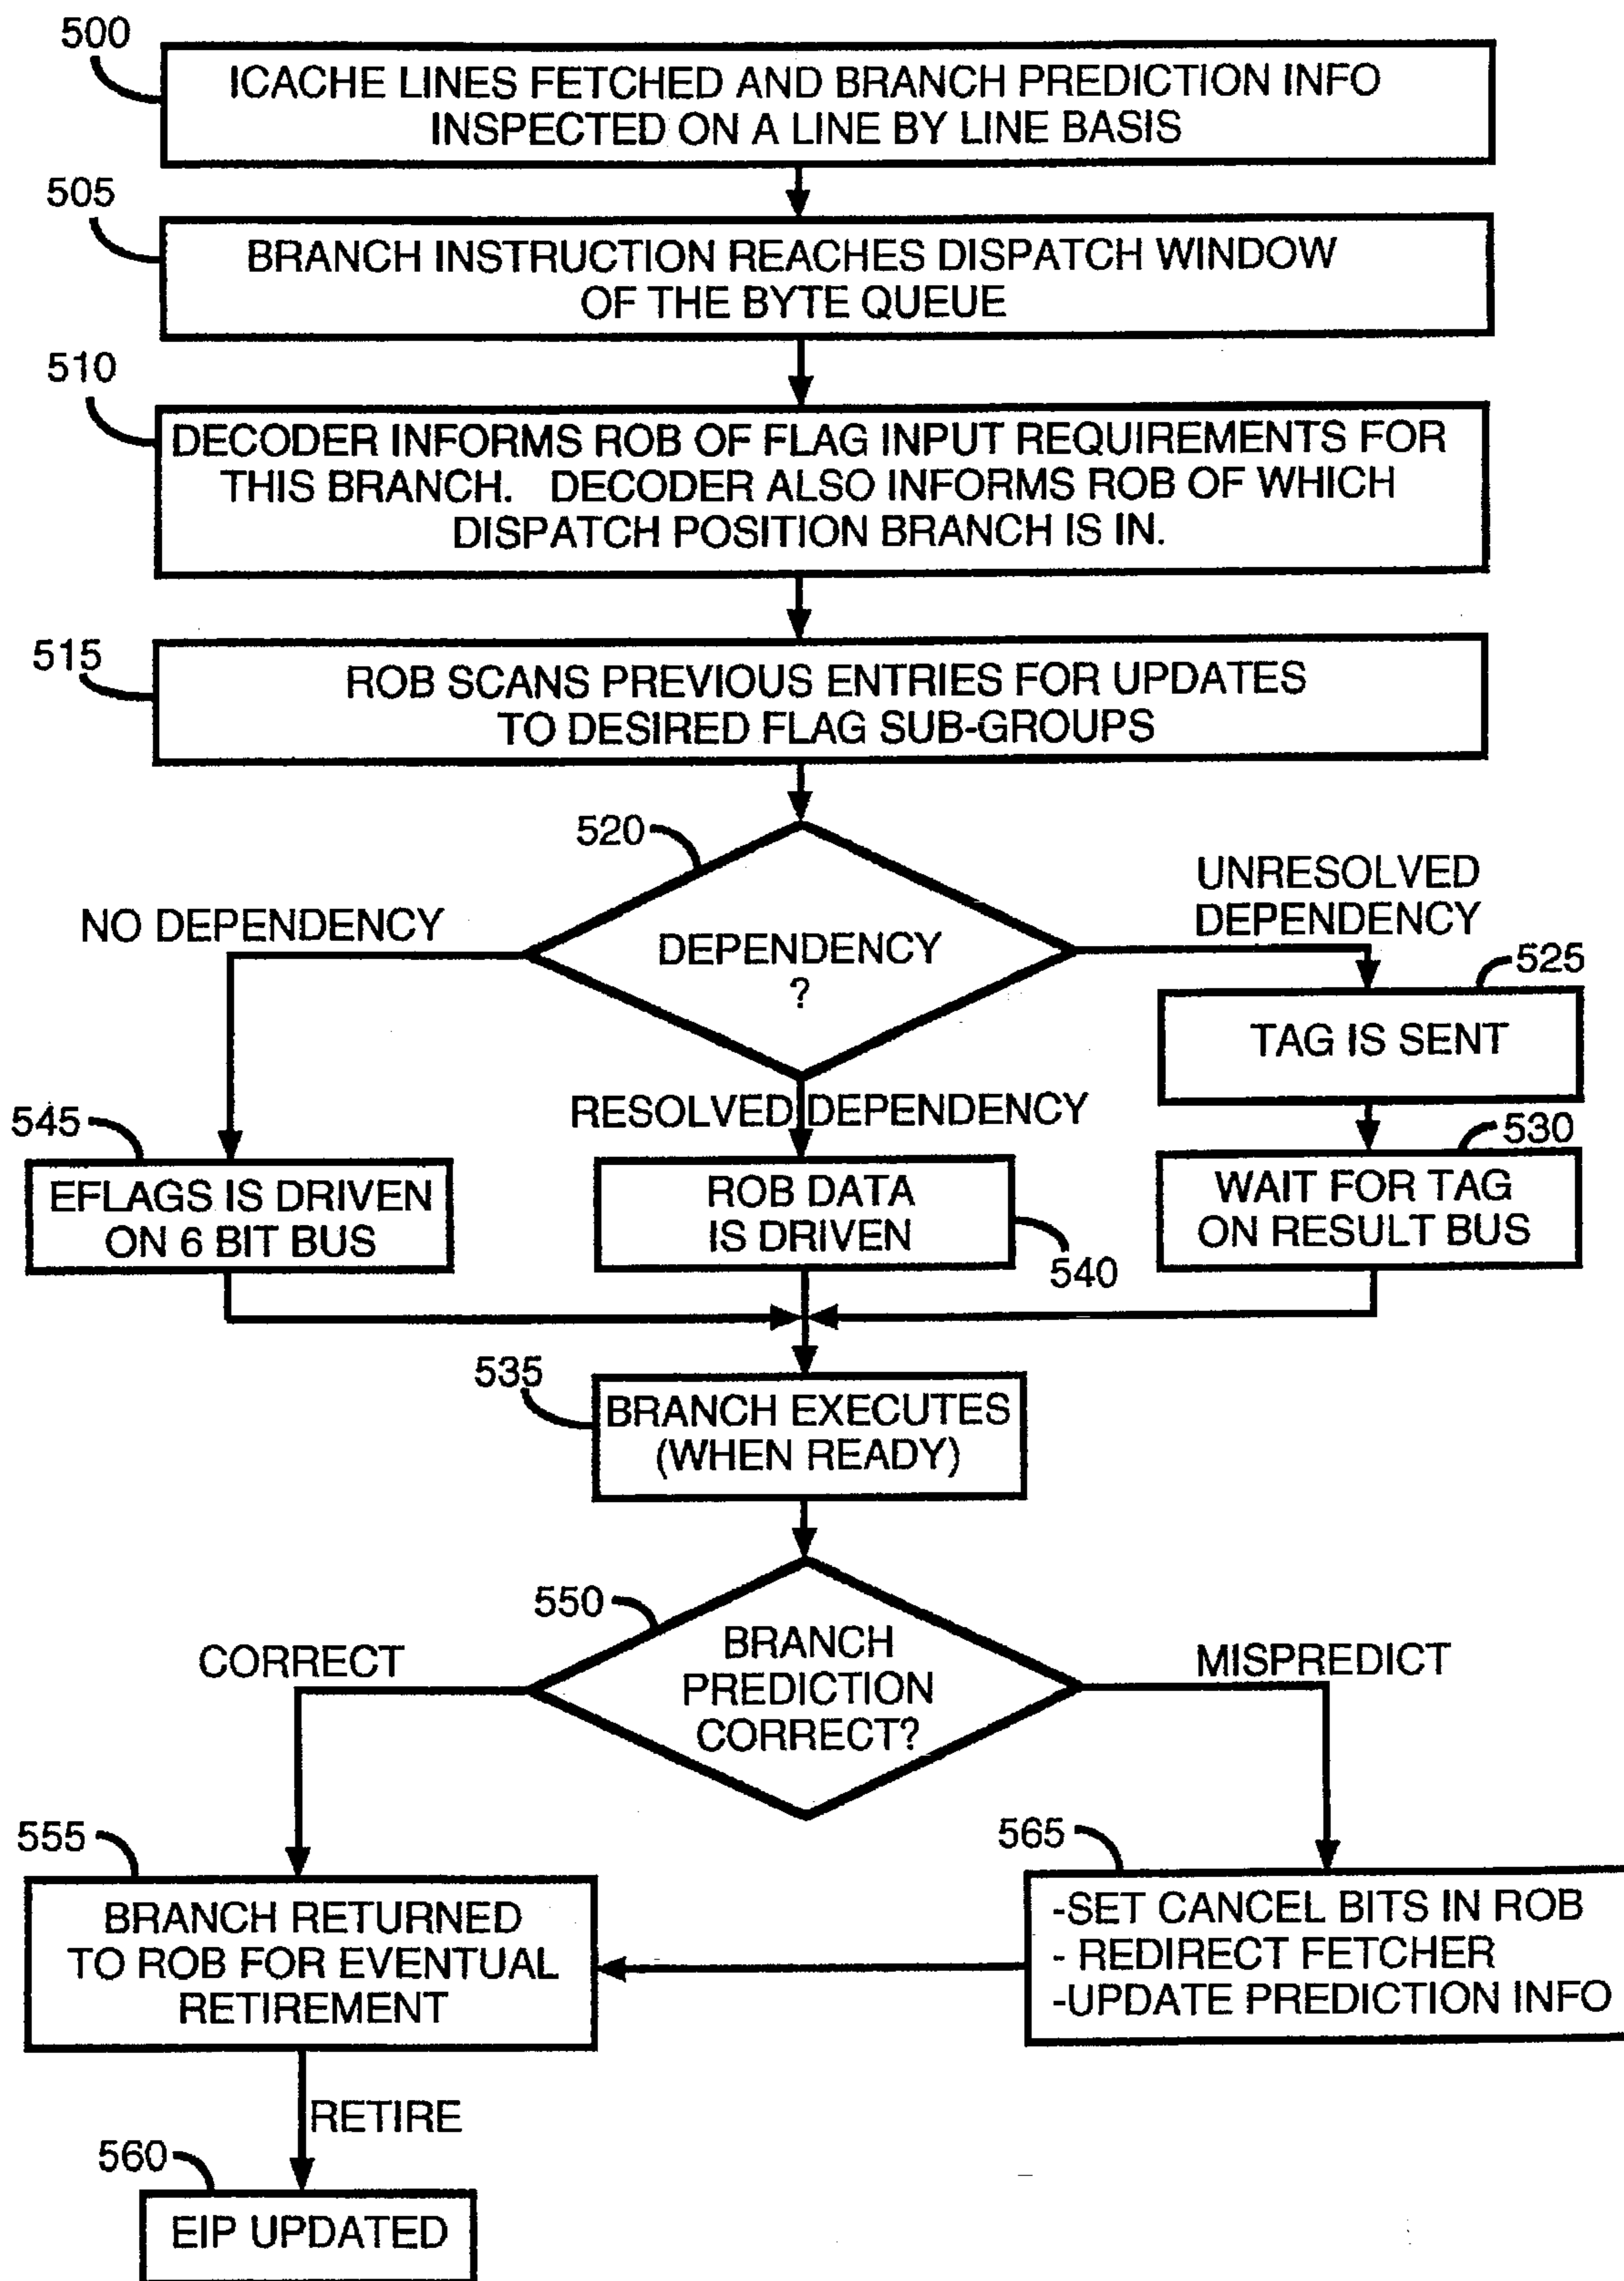 500
ICACHE LINES FETCHED AND BRANCH PREDICTION INFO
INSPECTED ON A LINE BY LINE BASIS
505
BRANCH INSTRUCTION REACHES DISPATCH WINDOW
OF THE BYTE QUEUE
510
DECODER INFORMS ROB OF FLAG INPUT REQUIREMENTS FOR
THIS BRANCH. DECODER ALSO INFORMS ROB OF WHICH
DISPATCH POSITION BRANCH IS IN.
515
ROB SCANS PREVIOUS ENTRIES FOR UPDATES
TO DESIRED FLAG SUB-GROUPS
520
DEPENDENCY
?
NO DEPENDENCY
UNRESOLVED
DEPENDENCY
525
TAG IS SENT
RESOLVED DEPENDENCY
545
EFLAGS IS DRIVEN
ON 6 BIT BUS
ROB DATA
IS DRIVEN
540
530
WAIT FOR TAG
ON RESULT BUS
535
BRANCH EXECUTES
(WHEN READY)
550
BRANCH
PREDICTION
CORRECT?
CORRECT
MISPREDICT
555
BRANCH RETURNED
TO ROB FOR EVENTUAL
RETIREMENT
565
-SET CANCEL BITS IN ROB
- REDIRECT FETCHER
-UPDATE PREDICTION INFO
RETIRE
560
EIP UPDATED